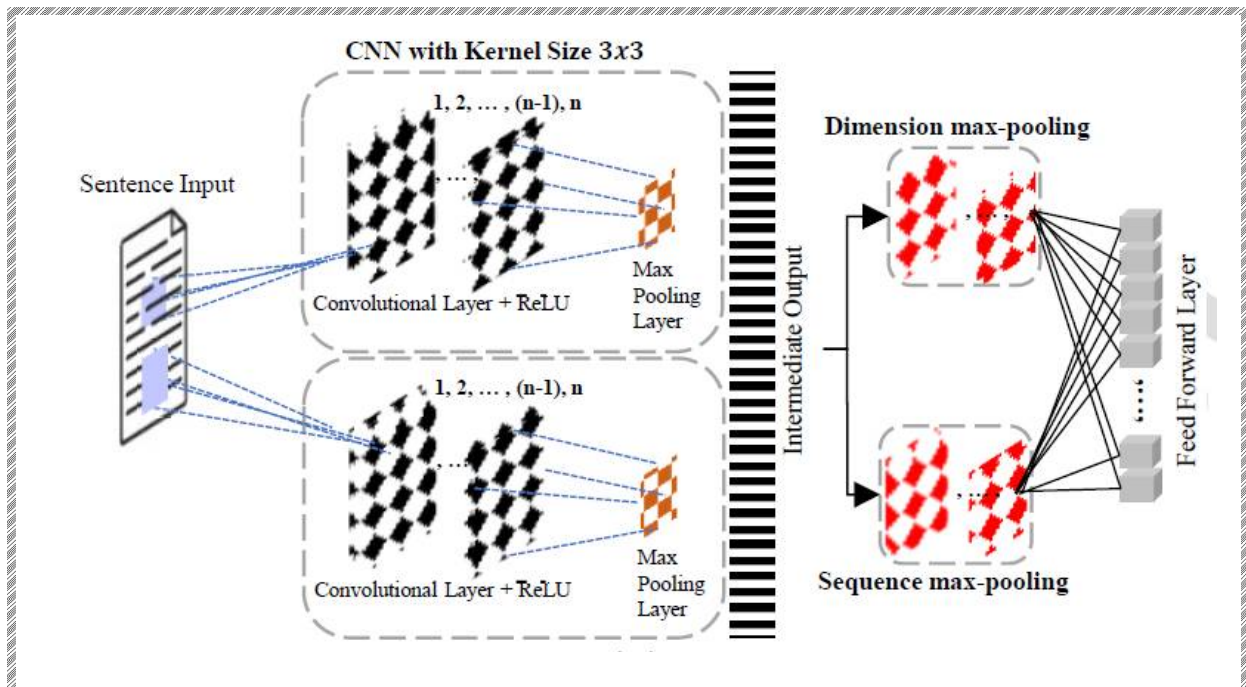 CNN with Kernel Size 3x3
1, 2, … , (n-1), n
Sentence Input
, … ,
Convolutional Layer + ReLU
Max
Pooling
Layer
1, 2, … , (n-1), n
, …
Convolutional Layer + ReLU
Max
Pooling
Layer
Intermediate Output
Dimension max-pooling
, … ,
Sequence max-pooling
, … ,
Feed Forward Layer